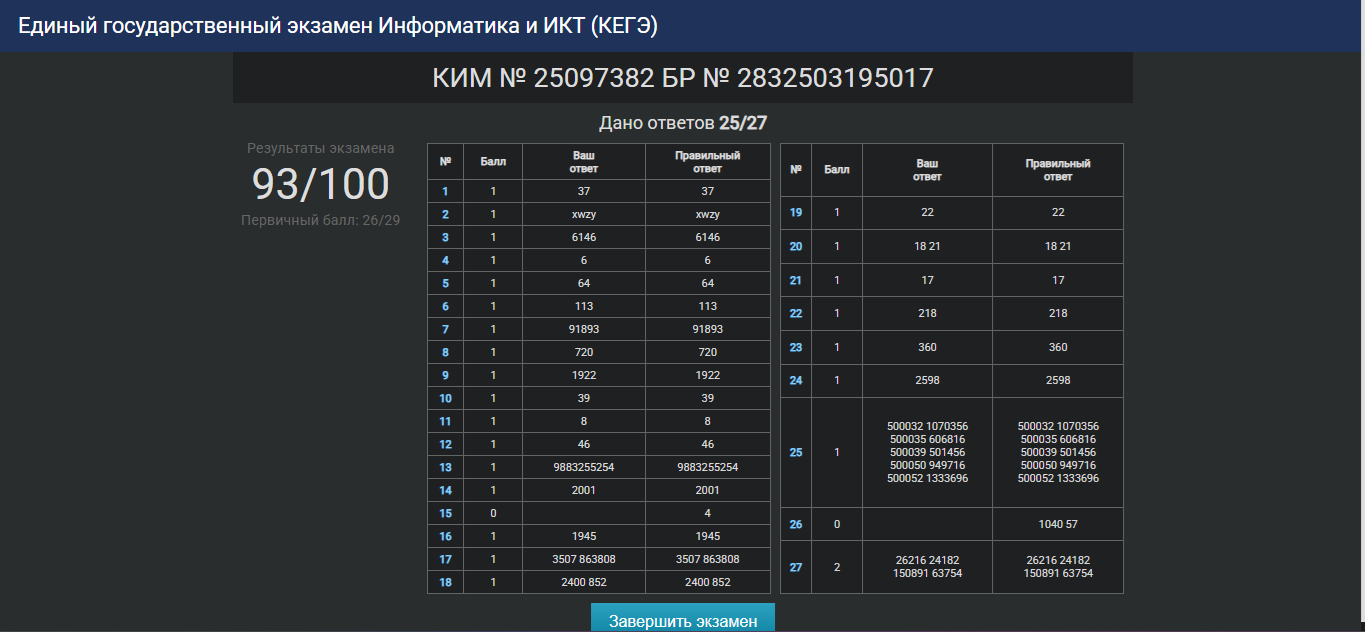 Единый государственный экзамен Информатика и ИКТ (КЕГЭ)
КИМ № 25097382 БР № 2832503195017
Дано ответов 25/27
Результаты экзамена
93/100
Первичный балл: 26/29
№ Балл Ваш ответ Правильный ответ
1 1 37 37
2 1 xwzy xwzy
3 1 6146 6146
4 1 6 6
5 1 64 64
6 1 113 113
7 1 91893 91893
8 1 720 720
9 1 1922 1922
10 1 39 39
11 1 8 8
12 1 46 46
13 1 9883255254 9883255254
14 1 2001 2001
15 0 4
16 1 1945 1945
17 1 3507 863808 3507 863808
18 1 2400 852 2400 852
№ Балл Ваш ответ Правильный ответ
19 1 22 22
20 1 18 21 18 21
21 1 17 17
22 1 218 218
23 1 360 360
24 1 2598 2598
500032 1070356 500032 1070356
500035 606816 500035 606816
25 1 500039 501456 500039 501456
500050 949716 500050 949716
500052 1333696 500052 1333696
26 0 1040 57
27 2 26216 24182 26216 24182
150891 63754 150891 63754
Завершить экзамен